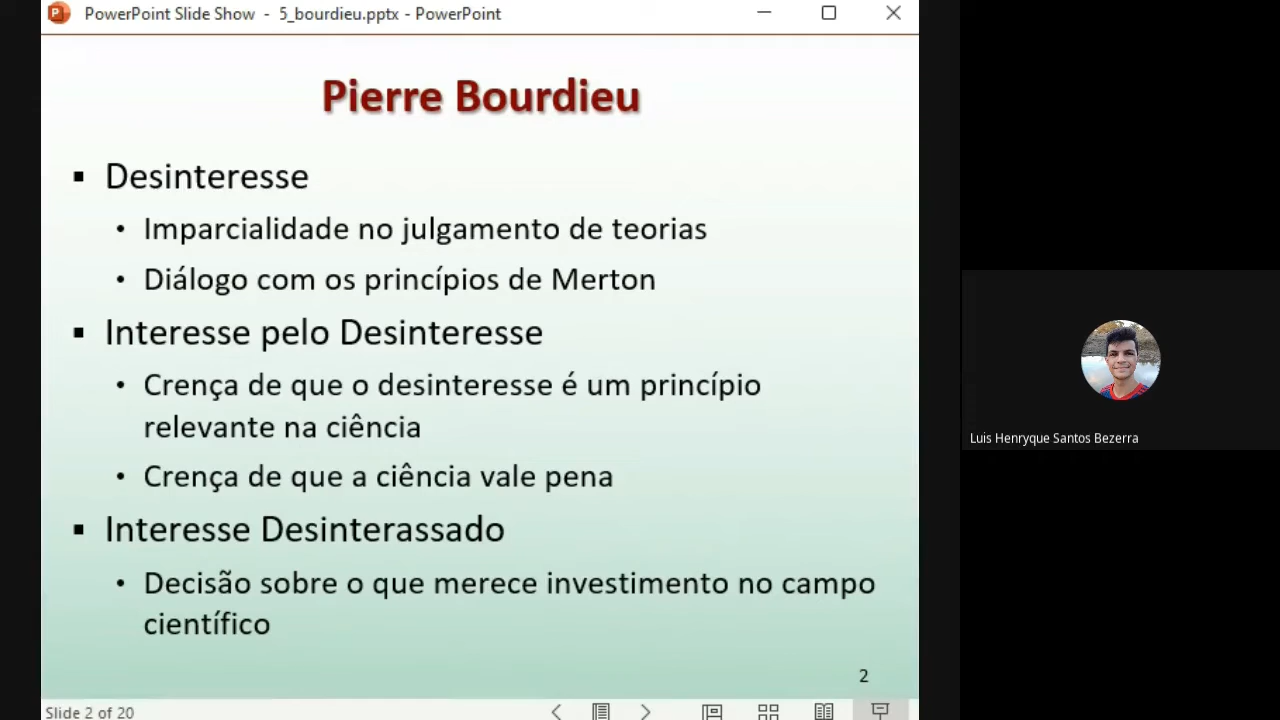 PowerPoint Slide Show - 5_bourdieu.pptx - PowerPoint
Pierre Bourdieu
▪ Desinteresse
• Imparcialidade no julgamento de teorias
• Diálogo com os princípios de Merton
▪ Interesse pelo Desinteresse
• Crença de que o desinteresse é um princípio
relevante na ciência
• Crença de que a ciência vale pena
▪ Interesse Desinterassado
• Decisão sobre o que merece investimento no campo
científico
2
Slide 2 of 20
Luis Henryque Santos Bezerra